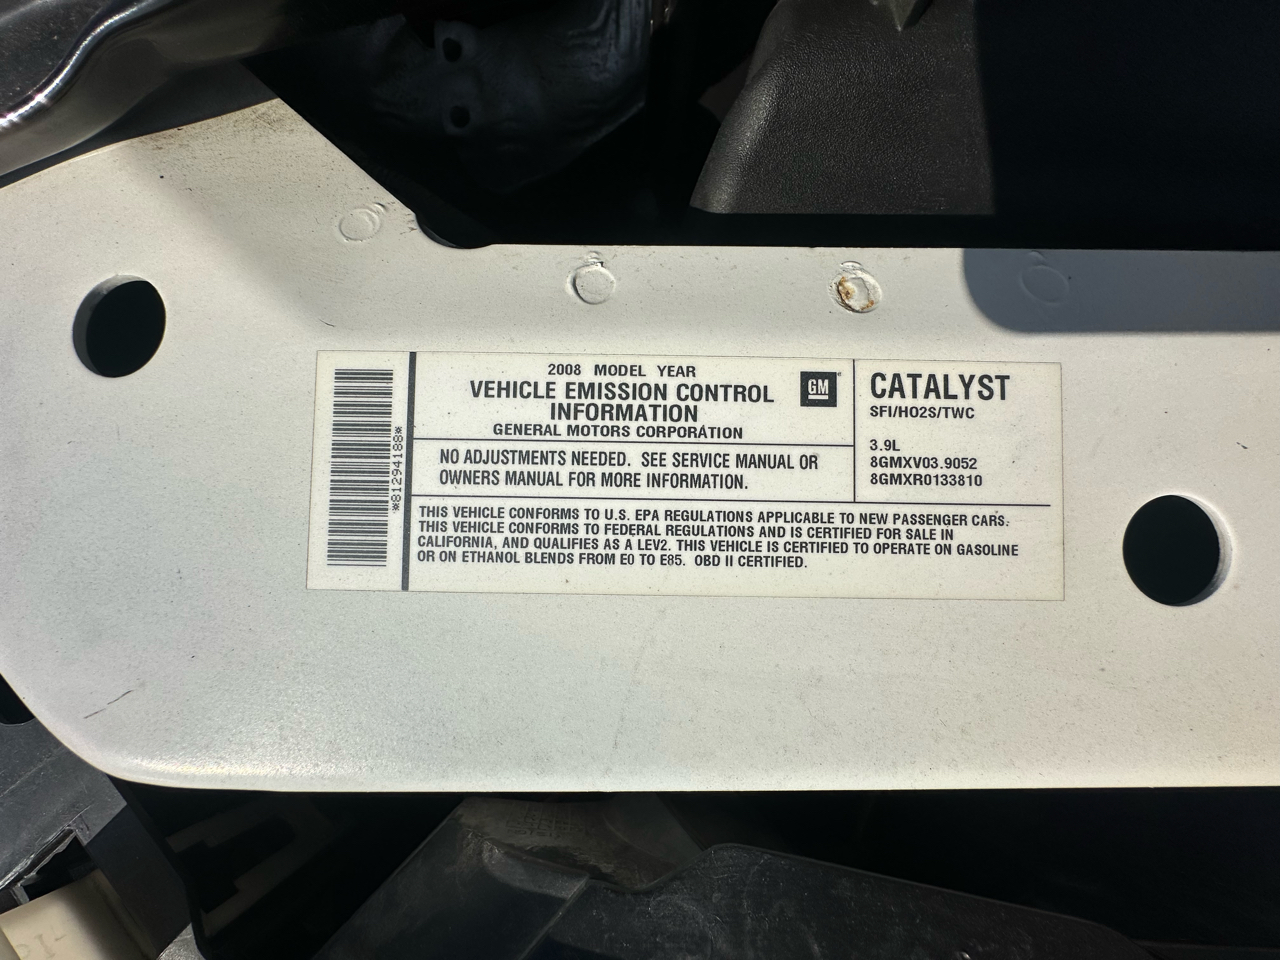 2008 MODEL YEAR
VEHICLE EMISSION CONTROL
INFORMATION
GENERAL MOTORS CORPORATION
GM
NO ADJUSTMENTS NEEDED. SEE SERVICE MANUAL OR
OWNERS MANUAL FOR MORE INFORMATION.
CATALYST
SFI/HO2S/TWC
3.9L
8GMXV03.9052
8GMXR0133810
THIS VEHICLE CONFORMS TO U.S. EPA REGULATIONS APPLICABLE TO NEW PASSENGER CARS.
THIS VEHICLE CONFORMS TO FEDERAL REGULATIONS AND IS CERTIFIED FOR SALE IN
CALIFORNIA, AND QUALIFIES AS A LEV2. THIS VEHICLE IS CERTIFIED TO OPERATE ON GASOLINE
OR ON ETHANOL BLENDS FROM E0 TO E85. OBD II CERTIFIED.
*81294188*